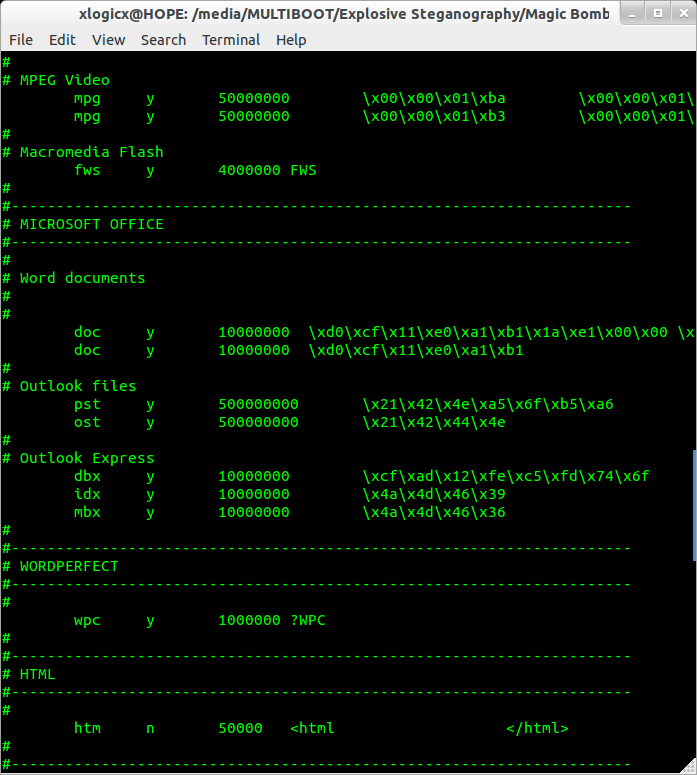 xlogicx@HOPE: /media/MULTIBOOT/Explosive Steganography/Magic Bomb
File Edit View Search Terminal Help
#
# MPEG Video
        mpg     y       50000000        \x00\x00\x01\xba        \x00\x00\x01\
        mpg     y       50000000        \x00\x00\x01\xb3        \x00\x00\x01\
#
# Macromedia Flash
        fws     y       4000000 FWS
#
#---------------------------------------------------------------------
# MICROSOFT OFFICE
#---------------------------------------------------------------------
#
# Word documents
#
#
        doc     y       10000000  \xd0\xcf\x11\xe0\xa1\xb1\x1a\xe1\x00\x00 \x
        doc     y       10000000  \xd0\xcf\x11\xe0\xa1\xb1
#
# Outlook files
        pst     y       500000000       \x21\x42\x4e\xa5\x6f\xb5\xa6
        ost     y       500000000       \x21\x42\x44\x4e
#
# Outlook Express
        dbx     y       10000000        \xcf\xad\x12\xfe\xc5\xfd\x74\x6f
        idx     y       10000000        \x4a\x4d\x46\x39
        mbx     y       10000000        \x4a\x4d\x46\x36
#
#---------------------------------------------------------------------
# WORDPERFECT
#---------------------------------------------------------------------
#
        wpc     y       1000000 ?WPC
#
#---------------------------------------------------------------------
# HTML
#---------------------------------------------------------------------
#
        htm     n       50000   <html                   </html>
#
#---------------------------------------------------------------------